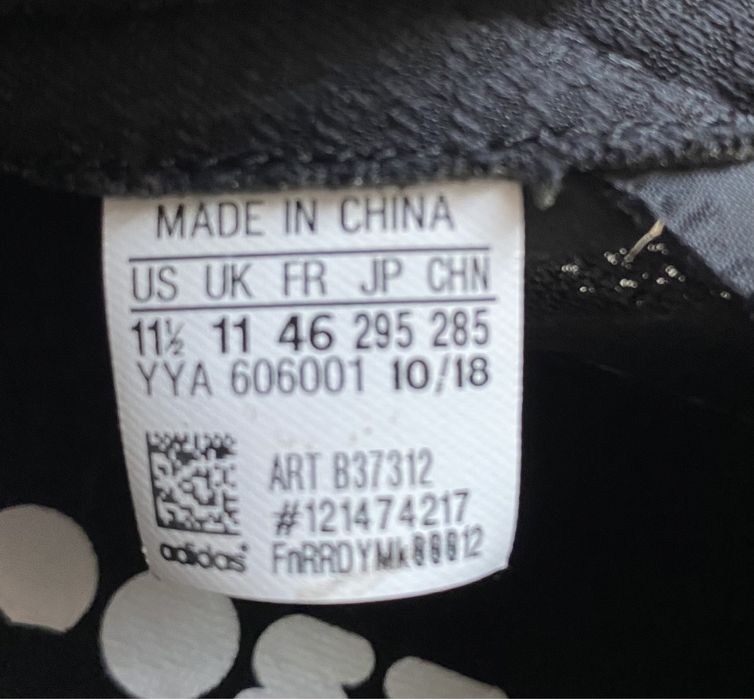 MADE IN CHINA
US UK FR JP CHN
11½ 11 46 295 285
YYA 606001 10/18
ART B37312
#121474217
adidas